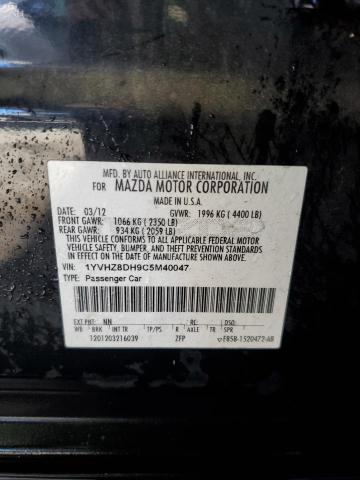 MFD. BY AUTO ALLIANCE INTERNATIONAL, INC.
FOR MAZDA MOTOR CORPORATION
MADE IN U.S.A.
DATE: 03/12 GVWR: 1996 KG ( 4400 LB)
FRONT GAWR: 1066 KG ( 2350 LB)
REAR GAWR: 934 KG ( 2059 LB)
THIS VEHICLE CONFORMS TO ALL APPLICABLE FEDERAL MOTOR
VEHICLE SAFETY, BUMPER, AND THEFT PREVENTION
STANDARDS IN EFFECT ON THE DATE OF MANUFACTURE
SHOWN ABOVE.
VIN: 1YVHZ8DH9C5M40047
TYPE: Passenger Car
EXT PNT: NN RC: DSO:
WB BRK INT TR TP/PS R AXLE TR SPR
1201203216039 ZFP EB5B-1520472-AB